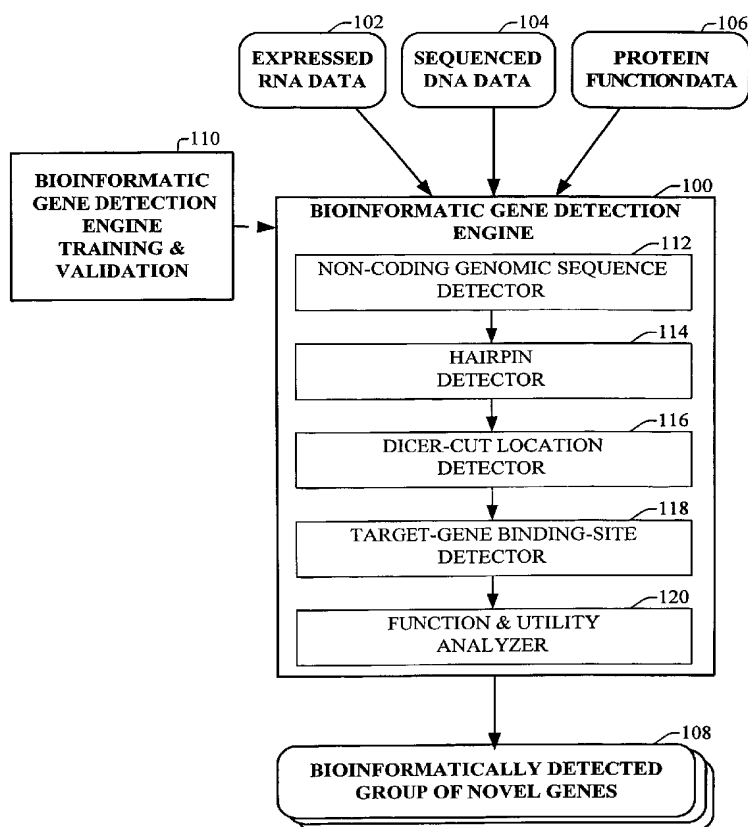 102
104
106
EXPRESSED
RNA DATA
SEQUENCED
DNA DATA
PROTEIN
FUNCTION DATA
110
BIOINFORMATIC
GENE DETECTION
ENGINE
TRAINING &
VALIDATION
100
BIOINFORMATIC GENE DETECTION
ENGINE
112
NON-CODING GENOMIC SEQUENCE
DETECTOR
114
HAIRPIN
DETECTOR
116
DICER-CUT LOCATION
DETECTOR
118
TARGET-GENE BINDING-SITE
DETECTOR
120
FUNCTION & UTILITY
ANALYZER
108
BIOINFORMATICALLY DETECTED
GROUP OF NOVEL GENES